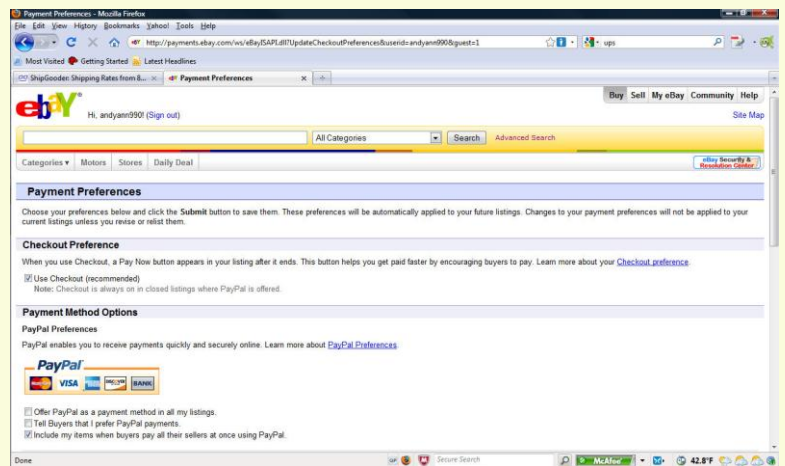 Payment Preferences - Mozilla Firefox
File Edit View History Bookmarks Yahoo! Tools Help
http://payments.ebay.com/ws/eBayISAPI.dll?UpdateCheckoutPreferences&userid=andyann990&guest=1
ups
Most Visited Getting Started Latest Headlines
ShipGooder: Shipping Rates from 8... Payment Preferences
ebY
Hi, andyann990! (Sign out)
Buy Sell My eBay Community Help
Site Map
All Categories Search Advanced Search
Categories Motors Stores Daily Deal
eBay Security & Resolution Center
Payment Preferences
Choose your preferences below and click the Submit button to save them. These preferences will be automatically applied to your future listings. Changes to your payment preferences will not be applied to your
current listings unless you revise or relist them.
Checkout Preference
When you use Checkout, a Pay Now button appears in your listing after it ends. This button helps you get paid faster by encouraging buyers to pay. Learn more about your Checkout preference.
Use Checkout (recommended)
Note: Checkout is always on in closed listings where PayPal is offered.
Payment Method Options
PayPal Preferences
PayPal enables you to receive payments quickly and securely online. Learn more about PayPal Preferences.
PayPal
MasterCard VISA DISCOVER BANK
Offer PayPal as a payment method in all my listings.
Tell Buyers that I prefer PayPal payments.
Include my items when buyers pay all their sellers at once using PayPal.
Done Secure Search McAfee 42.8°F